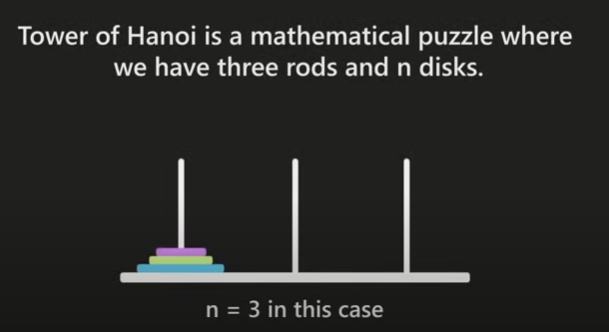 Tower of Hanoi is a mathematical puzzle where
we have three rods and n disks.
n = 3 in this case